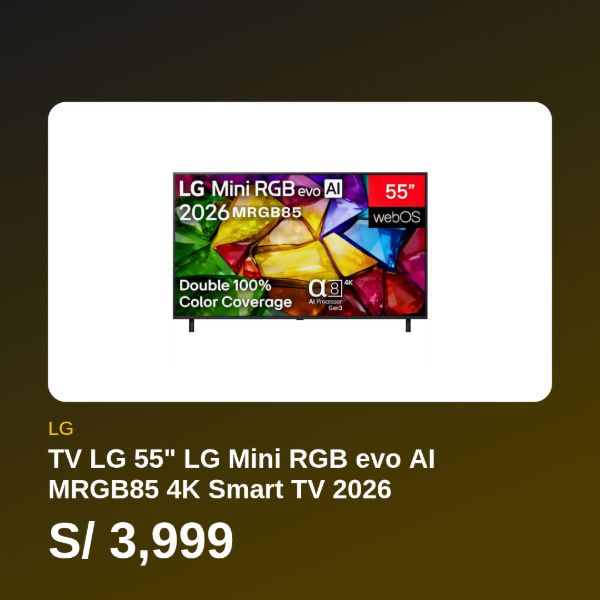 LG Mini RGB evo AI
55"
2026 MRGB85
webOS
Double 100%
Color Coverage
α8 4K
AI Processor
Gen3
LG
TV LG 55" LG Mini RGB evo AI
MRGB85 4K Smart TV 2026
S/ 3,999